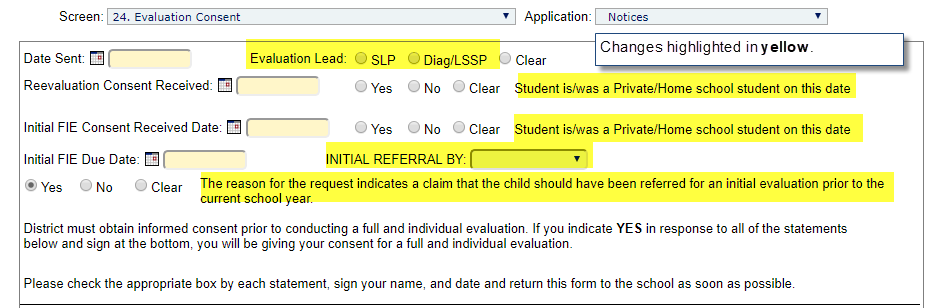 Screen: 24. Evaluation Consent Application: Notices
Changes highlighted in yellow.
Date Sent: Evaluation Lead: SLP Diag/LSSP Clear
Reevaluation Consent Received: Yes No Clear Student is/was a Private/Home school student on this date
Initial FIE Consent Received Date: Yes No Clear Student is/was a Private/Home school student on this date
Initial FIE Due Date: INITIAL REFERRAL BY:
Yes No Clear The reason for the request indicates a claim that the child should have been referred for an initial evaluation prior to the
current school year.
District must obtain informed consent prior to conducting a full and individual evaluation. If you indicate YES in response to all of the statements
below and sign at the bottom, you will be giving your consent for a full and individual evaluation.
Please check the appropriate box by each statement, sign your name, and date and return this form to the school as soon as possible.